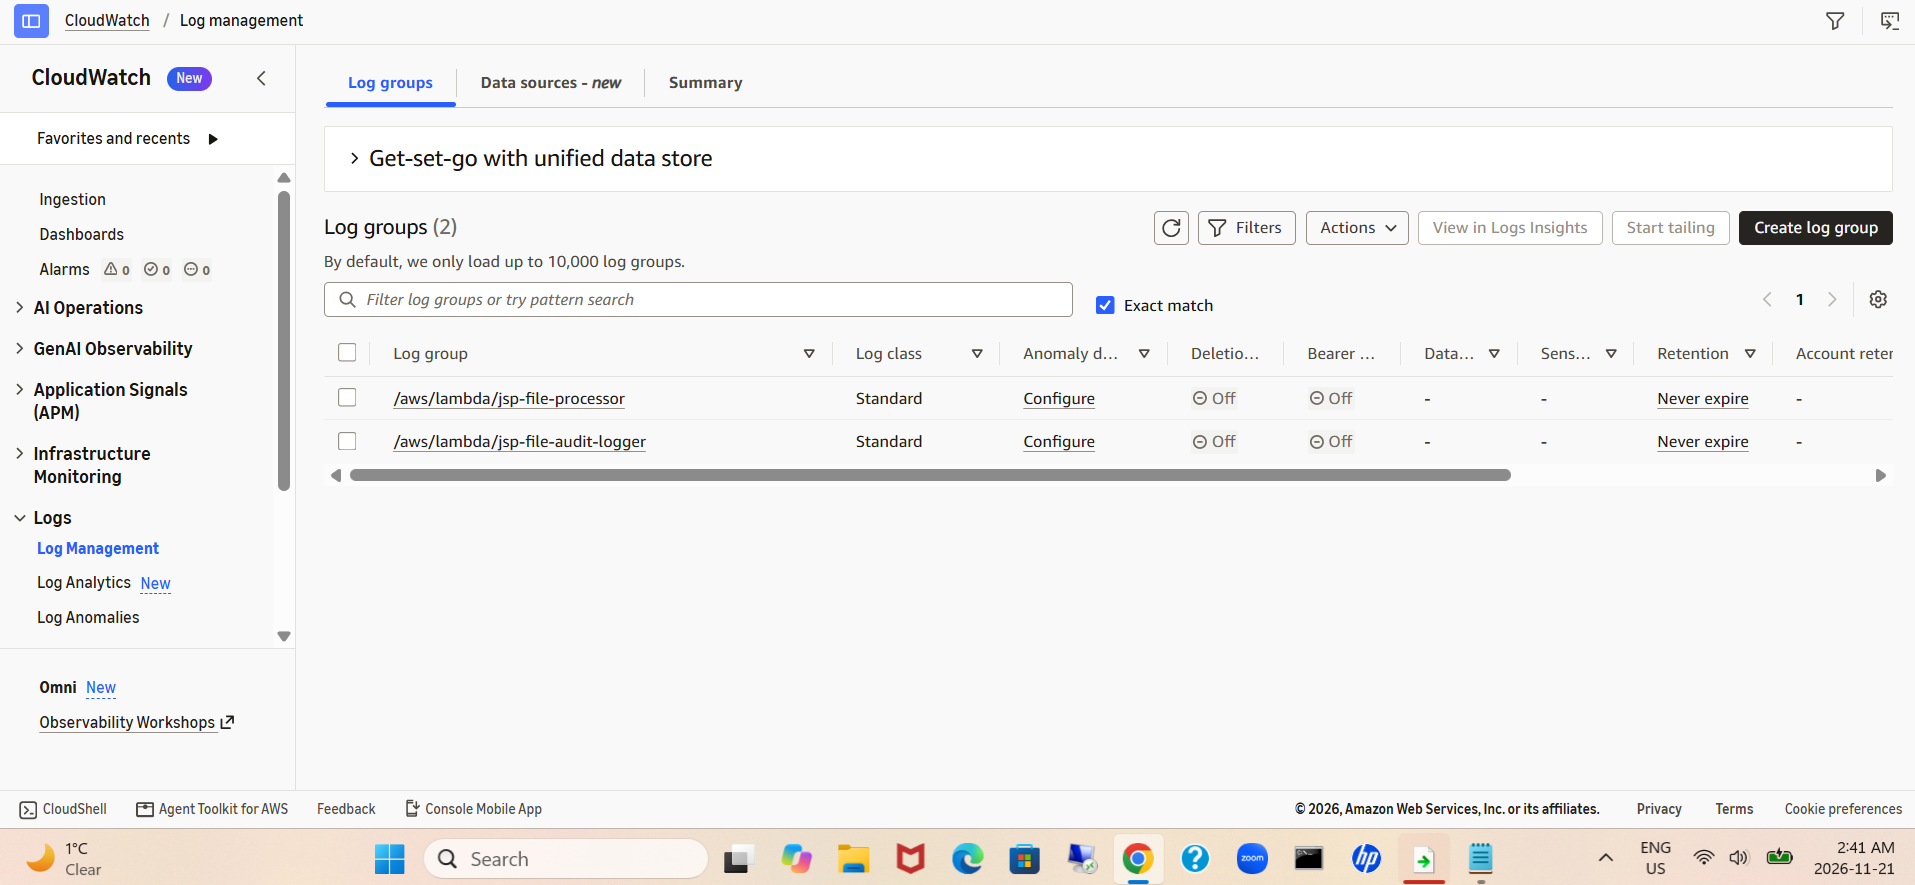 CloudWatch / Log management
CloudWatch New
Favorites and recents
Ingestion
Dashboards
Alarms 0 0 0
AI Operations
GenAI Observability
Application Signals
(APM)
Infrastructure
Monitoring
Logs
Log Management
Log Analytics New
Log Anomalies
Omni New
Observability Workshops
Log groups Data sources - new Summary
Get-set-go with unified data store
Log groups (2) Filters Actions View in Logs Insights Start tailing Create log group
By default, we only load up to 10,000 log groups.
Filter log groups or try pattern search Exact match 1
Log group Log class Anomaly d... Deletio... Bearer ... Data... Sens... Retention Account reter
/aws/lambda/jsp-file-processor Standard Configure Off Off - - Never expire -
/aws/lambda/jsp-file-audit-logger Standard Configure Off Off - - Never expire -
CloudShell Agent Toolkit for AWS Feedback Console Mobile App © 2026, Amazon Web Services, Inc. or its affiliates. Privacy Terms Cookie preferences
1°C
Clear
Search
zoom
hp
ENG
US
2:41 AM
2026-11-21